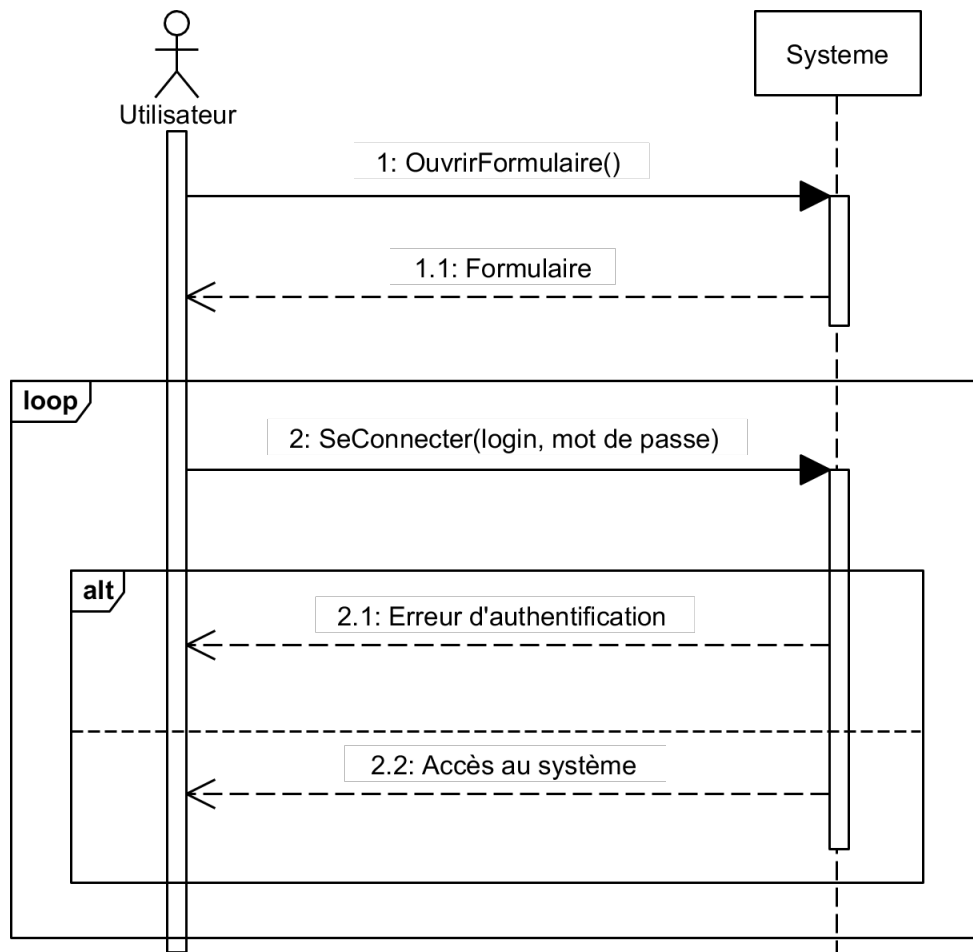 Utilisateur
Systeme
1: OuvrirFormulaire()
1.1: Formulaire
loop
2: SeConnecter(login, mot de passe)
alt
2.1: Erreur d'authentification
2.2: Accès au système